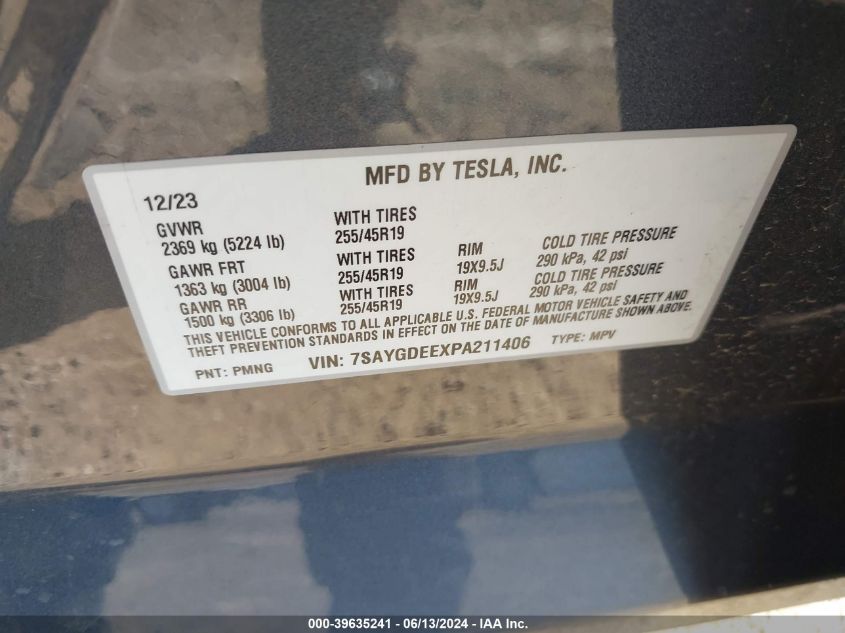 MFD BY TESLA, INC.
12/23
GVWR
2369 kg (5224 lb)
WITH TIRES
255/45R19
GAWR FRT
1363 kg (3004 lb)
WITH TIRES
255/45R19
RIM
19X9.5J
COLD TIRE PRESSURE
290 kPa, 42 psi
GAWR RR
1500 kg (3306 lb)
WITH TIRES
255/45R19
RIM
19X9.5J
COLD TIRE PRESSURE
290 kPa, 42 psi
THIS VEHICLE CONFORMS TO ALL APPLICABLE U.S. FEDERAL MOTOR VEHICLE SAFETY AND
THEFT PREVENTION STANDARDS IN EFFECT ON THE DATE OF MANUFACTURE SHOWN ABOVE.
PNT: PMNG VIN: 7SAYGDEEXPA211406 TYPE: MPV
000-39635241 - 06/13/2024 - IAA Inc.